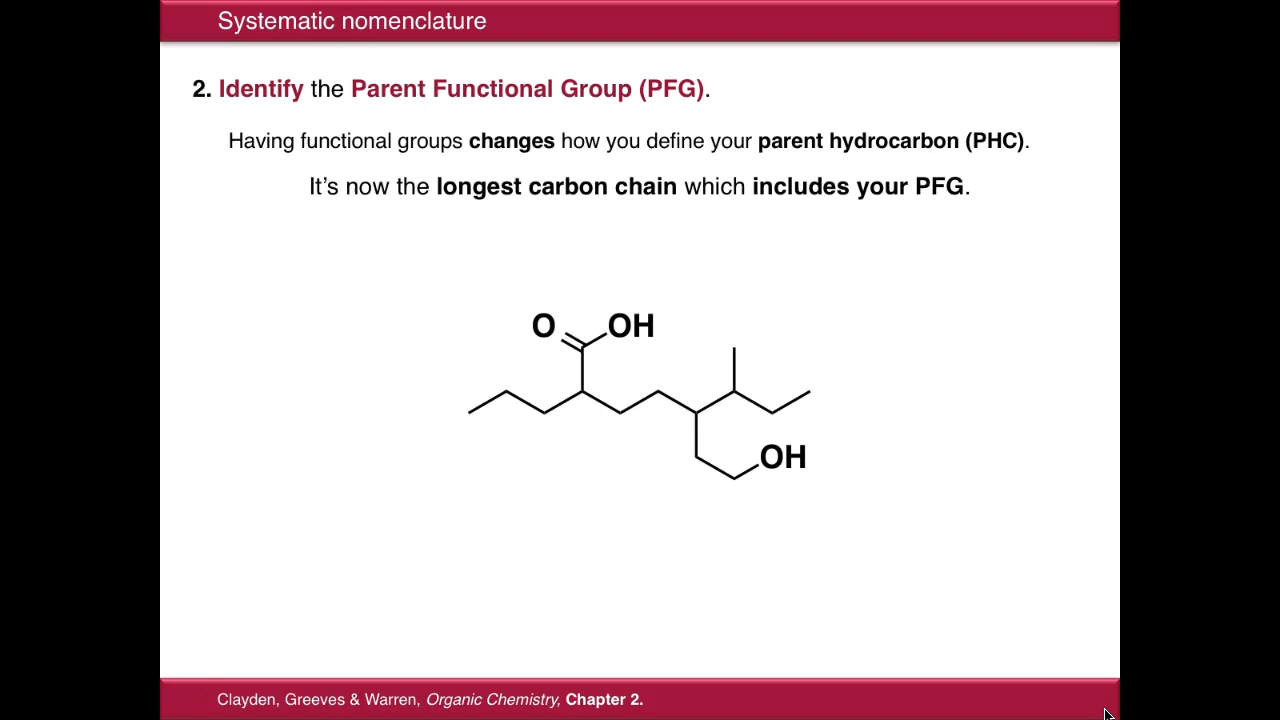 Systematic nomenclature
2. Identify the Parent Functional Group (PFG).
Having functional groups changes how you define your parent hydrocarbon (PHC).
It's now the longest carbon chain which includes your PFG.
O OH
OH
Clayden, Greeves & Warren, Organic Chemistry, Chapter 2.